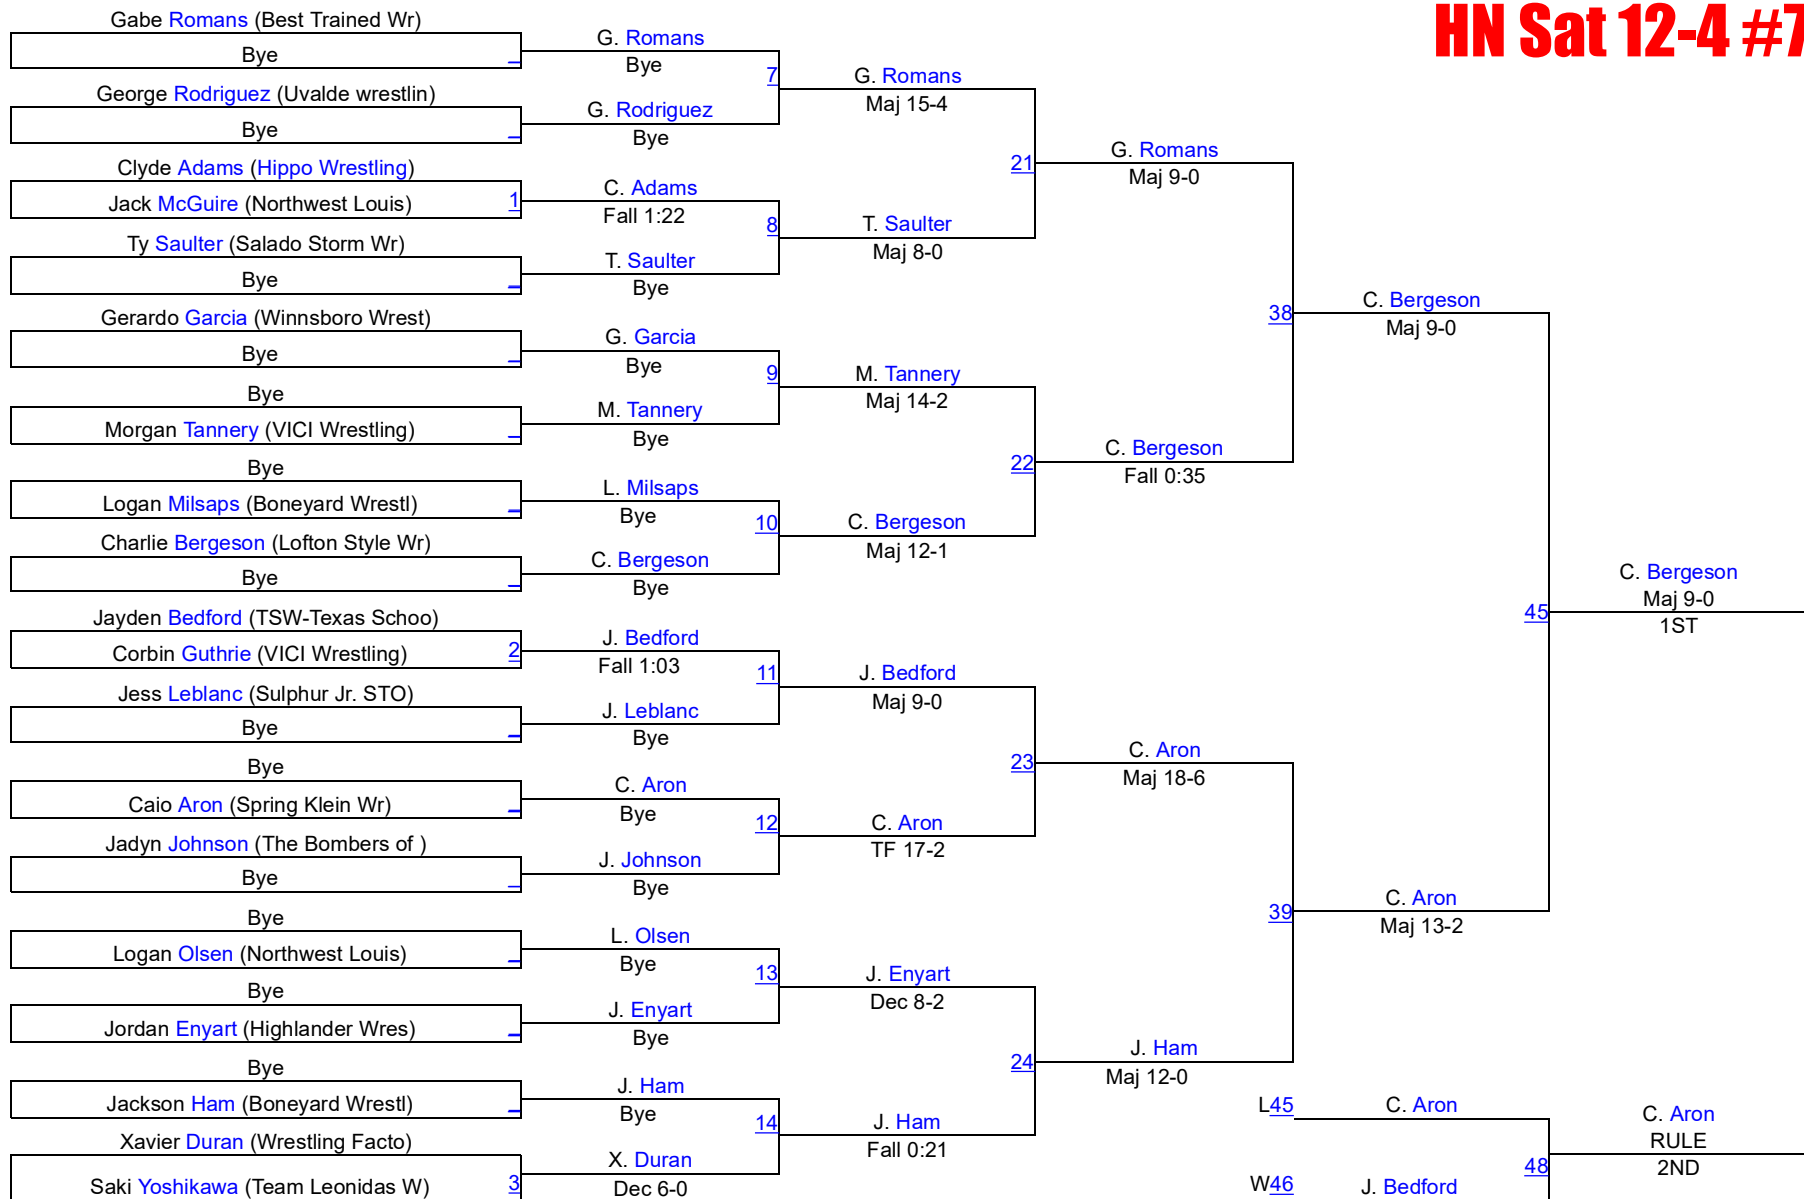 HN Sat 12-4 #7
Gabe Romans (Best Trained Wr)
Bye
_
George Rodriguez (Uvalde wrestlin)
Bye
_
Clyde Adams (Hippo Wrestling)
Jack McGuire (Northwest Louis)
1
Ty Saulter (Salado Storm Wr)
Bye
_
Gerardo Garcia (Winnsboro Wrest)
Bye
_
Bye
Morgan Tannery (VICI Wrestling)
_
Bye
Logan Milsaps (Boneyard Wrestl)
_
Charlie Bergeson (Lofton Style Wr)
Bye
_
Jayden Bedford (TSW-Texas Schoo)
Corbin Guthrie (VICI Wrestling)
2
Jess Leblanc (Sulphur Jr. STO)
Bye
_
Bye
Caio Aron (Spring Klein Wr)
_
Jadyn Johnson (The Bombers of )
Bye
_
Bye
Logan Olsen (Northwest Louis)
_
Bye
Jordan Enyart (Highlander Wres)
_
Bye
Jackson Ham (Boneyard Wrestl)
_
Xavier Duran (Wrestling Facto)
Saki Yoshikawa (Team Leonidas W)
3
G. Romans
Bye
7
G. Rodriguez
Bye
C. Adams
Fall 1:22
8
T. Saulter
Bye
G. Garcia
Bye
9
M. Tannery
Bye
L. Milsaps
Bye
10
C. Bergeson
Bye
J. Bedford
Fall 1:03
11
J. Leblanc
Bye
C. Aron
Bye
12
J. Johnson
Bye
L. Olsen
Bye
13
J. Enyart
Bye
J. Ham
Bye
14
X. Duran
Dec 6-0
G. Romans
Maj 15-4
21
T. Saulter
Maj 8-0
M. Tannery
Maj 14-2
22
C. Bergeson
Maj 12-1
J. Bedford
Maj 9-0
23
C. Aron
TF 17-2
J. Enyart
Dec 8-2
24
J. Ham
Fall 0:21
G. Romans
Maj 9-0
38
C. Bergeson
Fall 0:35
C. Aron
Maj 18-6
39
J. Ham
Maj 12-0
C. Bergeson
Maj 9-0
45
C. Aron
Maj 13-2
C. Bergeson
Maj 9-0
1ST
L45
C. Aron
W46
J. Bedford
48
C. Aron
RULE
2ND